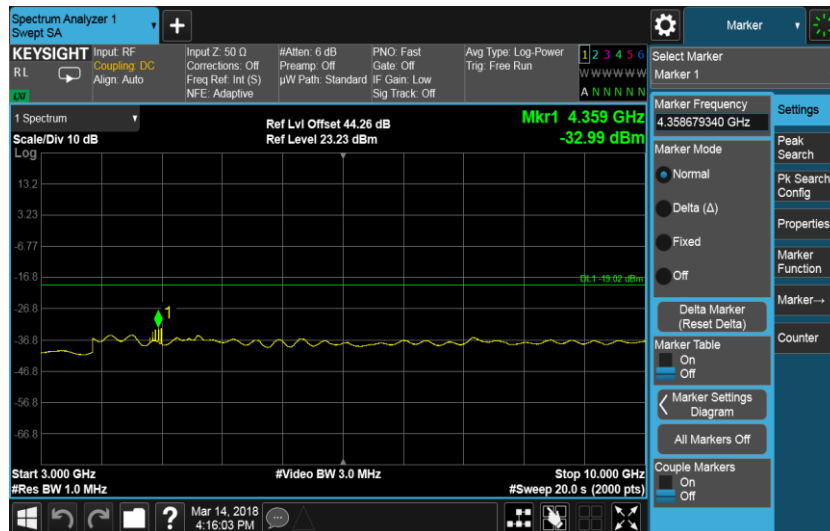 Spectrum Analyzer 1
Swept SA
+
Marker
KEYSIGHT
RL
LXI
Input: RF
Coupling: DC
Align: Auto
Input Z: 50 Ω
Corrections: Off
Freq Ref: Int (S)
NFE: Adaptive
#Atten: 6 dB
Preamp: Off
µW Path: Standard
PNO: Fast
Gate: Off
IF Gain: Low
Sig Track: Off
Avg Type: Log-Power
Trig: Free Run
1 2 3 4 5 6
W W W W W W
A N N N N N
Select Marker
Marker 1
1 Spectrum
Scale/Div 10 dB
Log
Ref Lvl Offset 44.26 dB
Ref Level 23.23 dBm
Mkr1 4.359 GHz
-32.99 dBm
13.2
3.23
-6.77
-16.8
-26.8
-36.8
-46.8
-56.8
-66.8
DL1 -19.02 dBm
1
Start 3.000 GHz
#Res BW 1.0 MHz
#Video BW 3.0 MHz
Stop 10.000 GHz
#Sweep 20.0 s (2000 pts)
Marker Frequency
4.358679340 GHz
Marker Mode
Normal
Delta (Δ)
Fixed
Off
Delta Marker
(Reset Delta)
Marker Table
On
Off
Marker Settings
Diagram
All Markers Off
Couple Markers
On
Off
Settings
Peak
Search
Pk Search
Config
Properties
Marker
Function
Marker→
Counter
?
Mar 14, 2018
4:16:03 PM